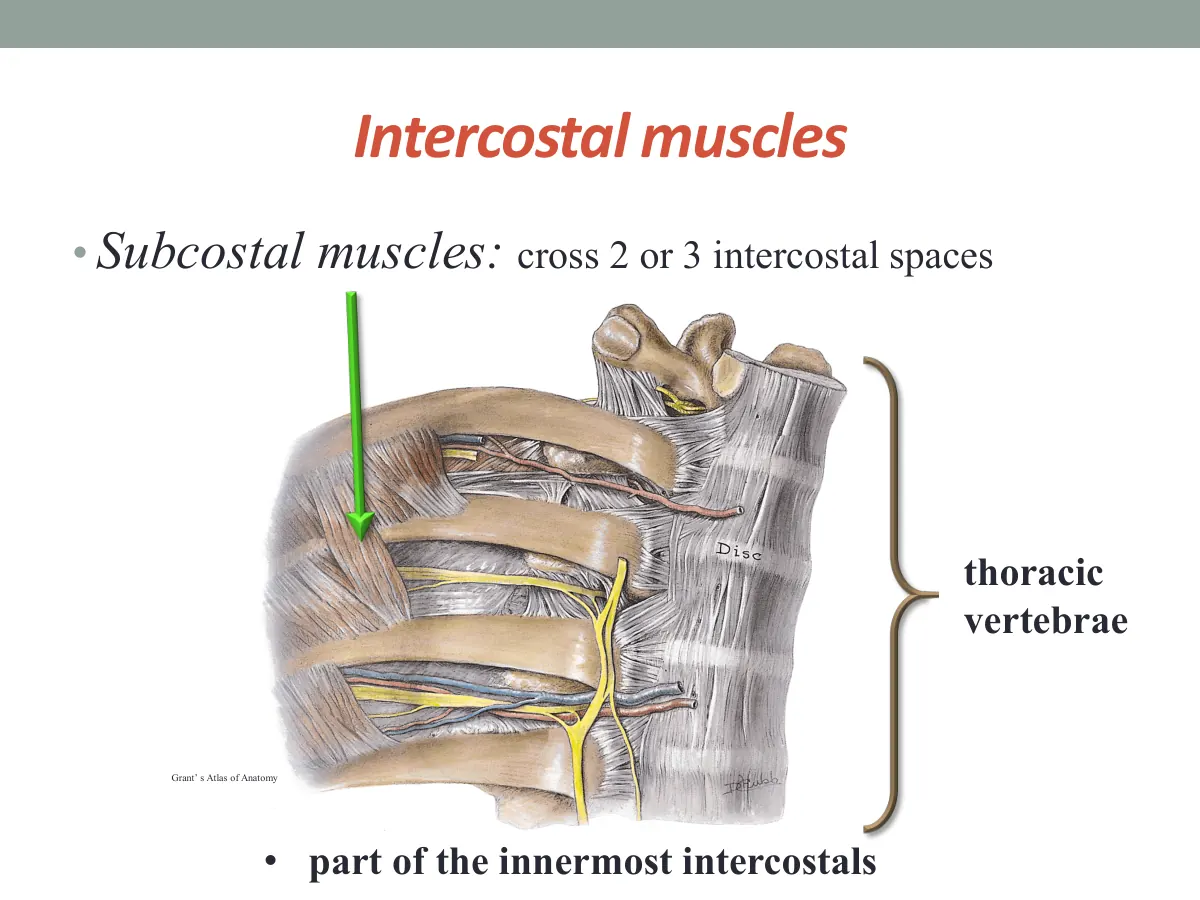 Intercostal muscles
• Subcostal muscles: cross 2 or 3 intercostal spaces
Disc
thoracic
vertebrae
Grant’ s Atlas of Anatomy
• part of the innermost intercostals